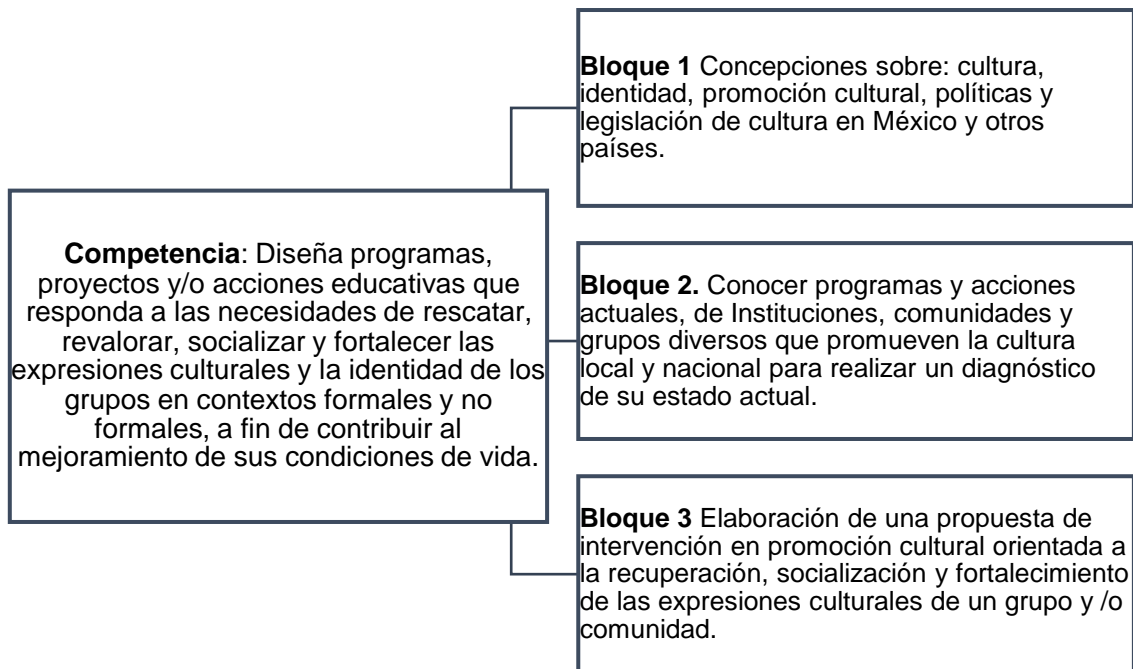 Competencia: Diseña programas,
proyectos y/o acciones educativas que
responda a las necesidades de rescatar,
revalorar, socializar y fortalecer las
expresiones culturales y la identidad de los
grupos en contextos formales y no
formales, a fin de contribuir al
mejoramiento de sus condiciones de vida.
Bloque 1 Concepciones sobre: cultura,
identidad, promoción cultural, políticas y
legislación de cultura en México y otros
países.
Bloque 2. Conocer programas y acciones
actuales, de Instituciones, comunidades y
grupos diversos que promueven la cultura
local y nacional para realizar un diagnóstico
de su estado actual.
Bloque 3 Elaboración de una propuesta de
intervención en promoción cultural orientada a
la recuperación, socialización y fortalecimiento
de las expresiones culturales de un grupo y /o
comunidad.